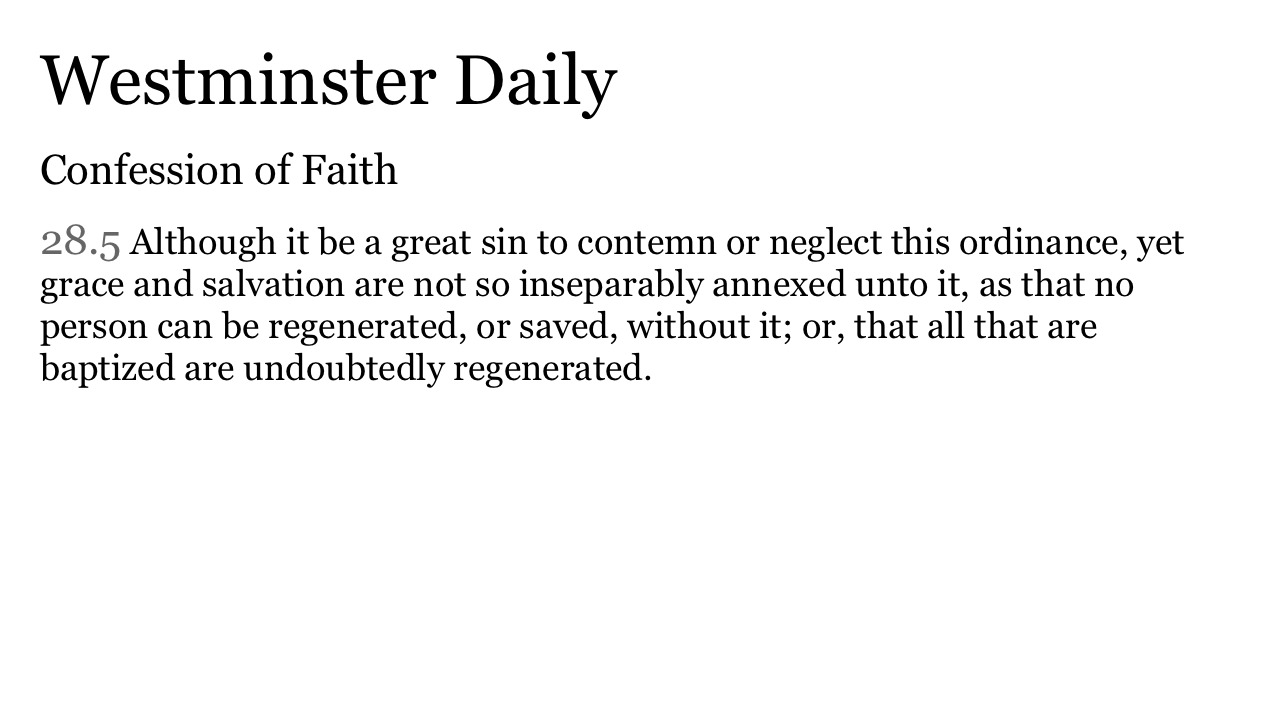 Westminster Daily
Confession of Faith
28.5 Although it be a great sin to contemn or neglect this ordinance, yet
grace and salvation are not so inseparably annexed unto it, as that no
person can be regenerated, or saved, without it; or, that all that are
baptized are undoubtedly regenerated.